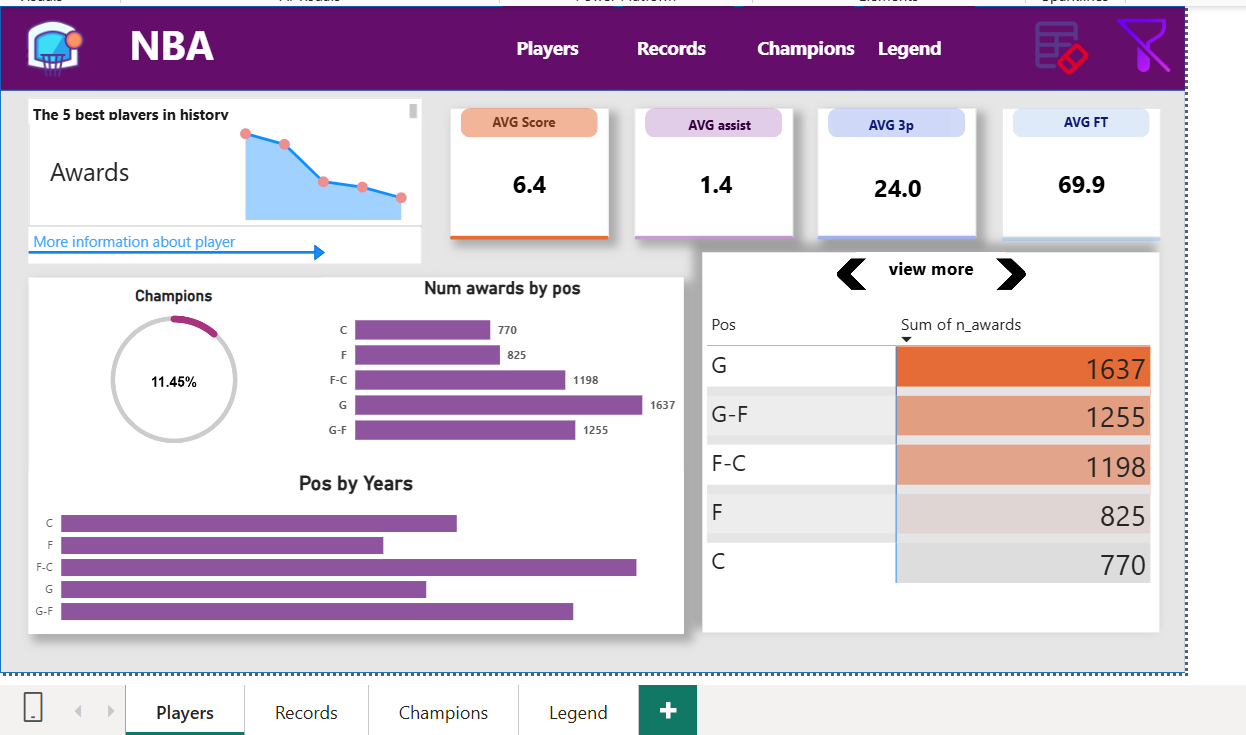 NBA
Players Records Champions Legend
The 5 best players in history
Awards
More information about player
AVG Score
6.4
AVG assist
1.4
AVG 3p
24.0
AVG FT
69.9
Champions
11.45%
Num awards by pos
C 770
F 825
F-C 1198
G 1637
G-F 1255
Pos by Years
C
F
F-C
G
G-F
view more
Pos Sum of n_awards
G 1637
G-F 1255
F-C 1198
F 825
C 770
Players Records Champions Legend +